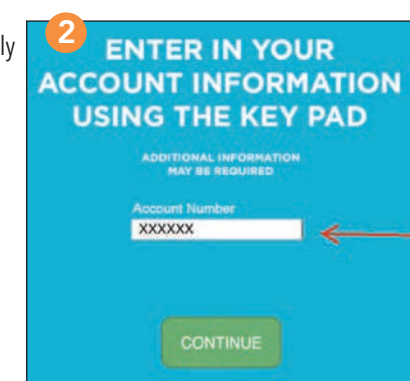 ly
2
ENTER IN YOUR
ACCOUNT INFORMATION
USING THE KEY PAD
ADDITIONAL INFORMATION
MAY BE REQUIRED
Account Number
XXXXXX
CONTINUE